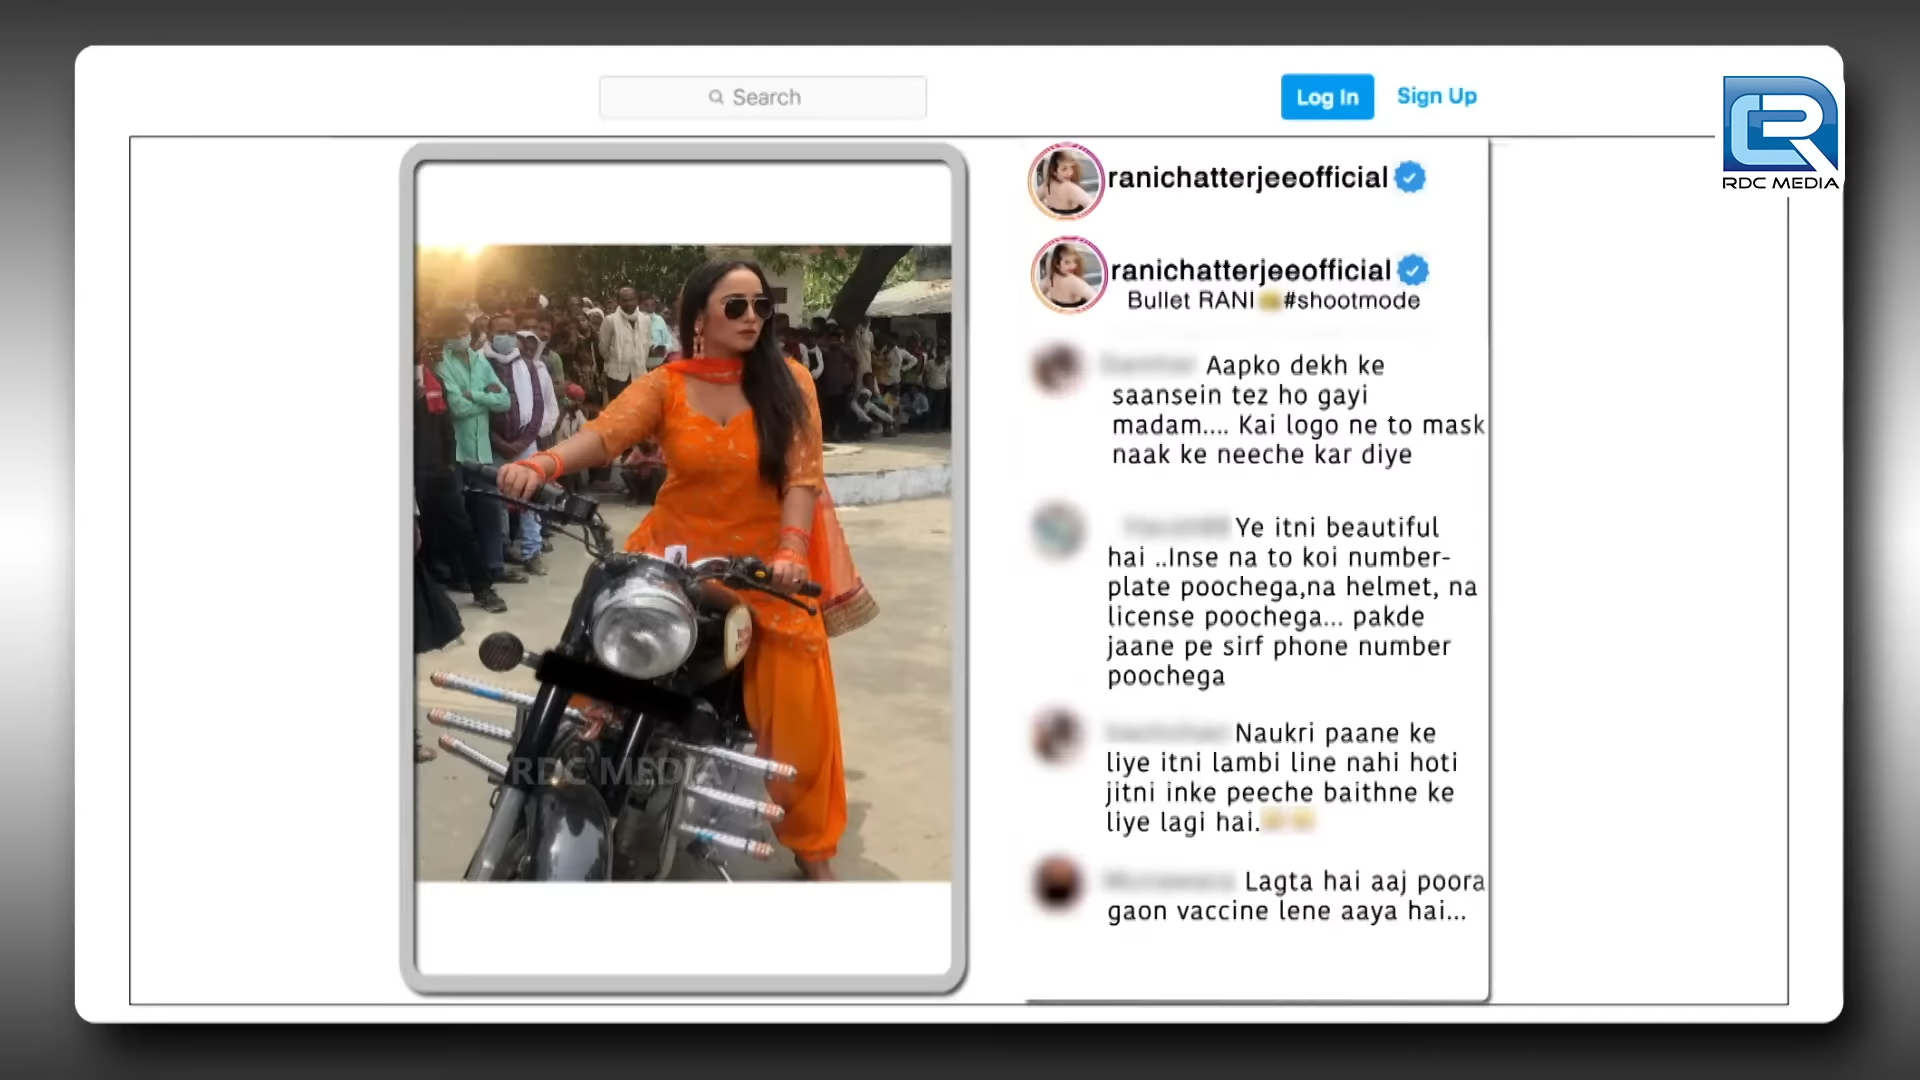 Search
Log In
Sign Up
RDC MEDIA
ranichatterjeeofficial
ranichatterjeeofficial
Bullet RANI #shootmode
Aapko dekh ke
saansein tez ho gayi
madam.... Kai logo ne to mask
naak ke neeche kar diye
Ye itni beautiful
hai ..Inse na to koi number-
plate poochega,na helmet, na
license poochega... pakde
jaane pe sirf phone number
poochega
Naukri paane ke
liye itni lambi line nahi hoti
jitni inke peeche baithne ke
liye lagi hai.
Lagta hai aaj poora
gaon vaccine lene aaya hai...
RDC MEDIA